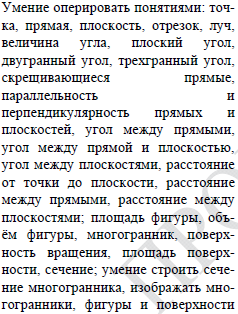 Умение оперировать понятиями: точ-
ка, прямая, плоскость, отрезок, луч,
величина угла, плоский угол,
двугранный угол, трехгранный угол,
скрещивающиеся прямые,
параллельность и
перпендикулярность прямых и
плоскостей, угол между прямыми,
угол между прямой и плоскостью,
угол между плоскостями, расстояние
от точки до плоскости, расстояние
между прямыми, расстояние между
плоскостями; площадь фигуры, объ-
ём фигуры, многогранник, поверх-
ность вращения, площадь поверх-
ности, сечение; умение строить сече-
ние многогранника, изображать мно-
гогранники, фигуры и поверхности